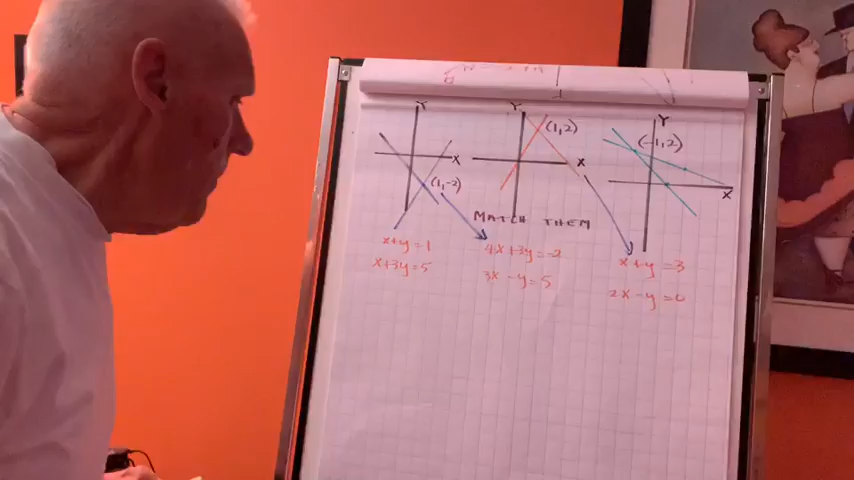 Y
Y
Y
(1,2)
(-1,2)
X
X
X
(1,-2)
MATCH THEM
x+y=1
x+3y=5
4x+3y=-2
3x-y=5
x+y=3
2x-y=0